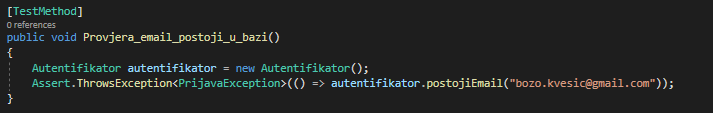 [TestMethod]
0 references
public void Provjera_email_postoji_u_bazi()
{
Autentifikator autentifikator = new Autentifikator();
Assert.ThrowsException<PrijavaException>(() => autentifikator.postojiEmail("bozo.kvesic@gmail.com"));
}